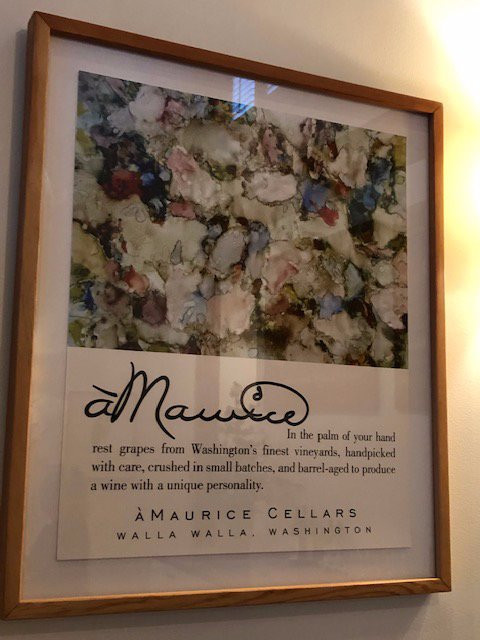 àMaurice
In the palm of your hand
rest grapes from Washington's finest vineyards, handpicked
with care, crushed in small batches, and barrel-aged to produce
a wine with a unique personality.
àMAURICE CELLARS
WALLA WALLA, WASHINGTON